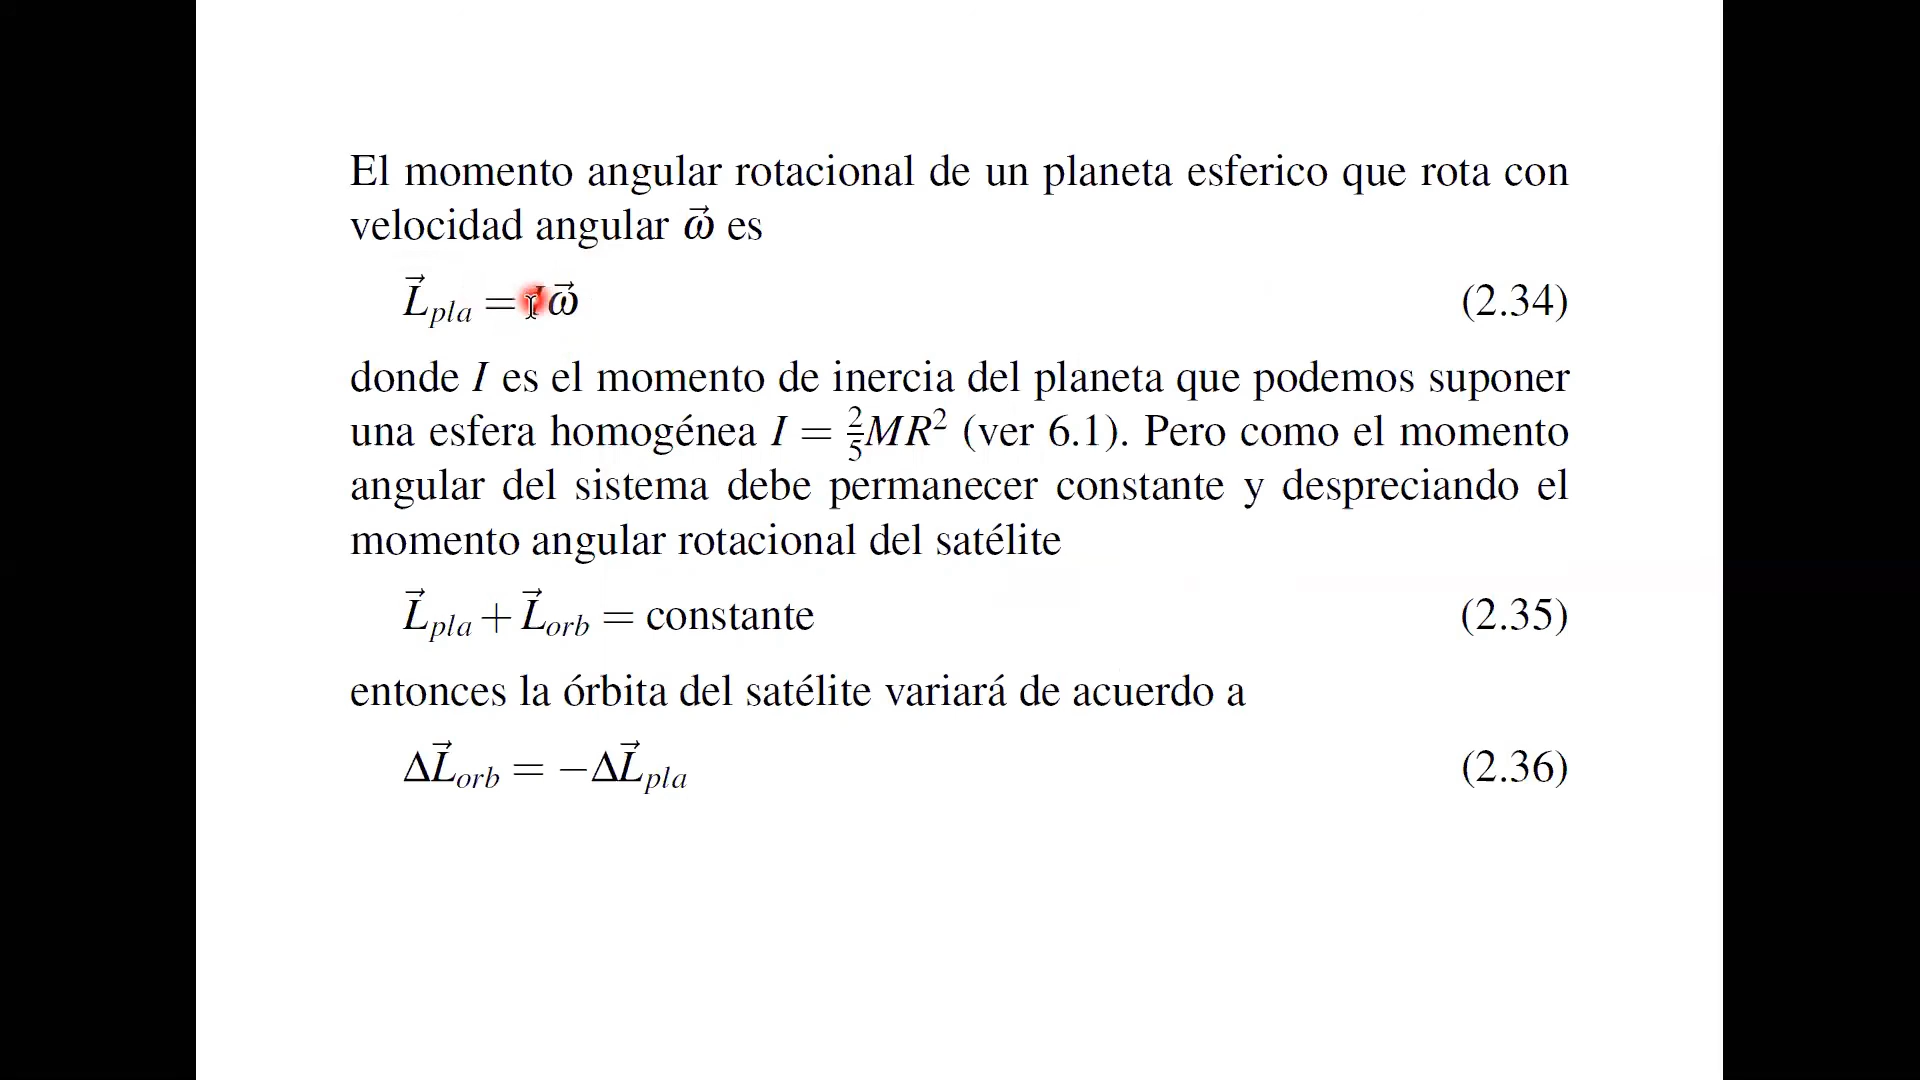 El momento angular rotacional de un planeta esferico que rota con
velocidad angular ω⃗ es
L⃗pla = Iω⃗ (2.34)
donde I es el momento de inercia del planeta que podemos suponer
una esfera homogénea I = 2/5MR² (ver 6.1). Pero como el momento
angular del sistema debe permanecer constante y despreciando el
momento angular rotacional del satélite
L⃗pla + L⃗orb = constante (2.35)
entonces la órbita del satélite variará de acuerdo a
ΔL⃗orb = −ΔL⃗pla (2.36)